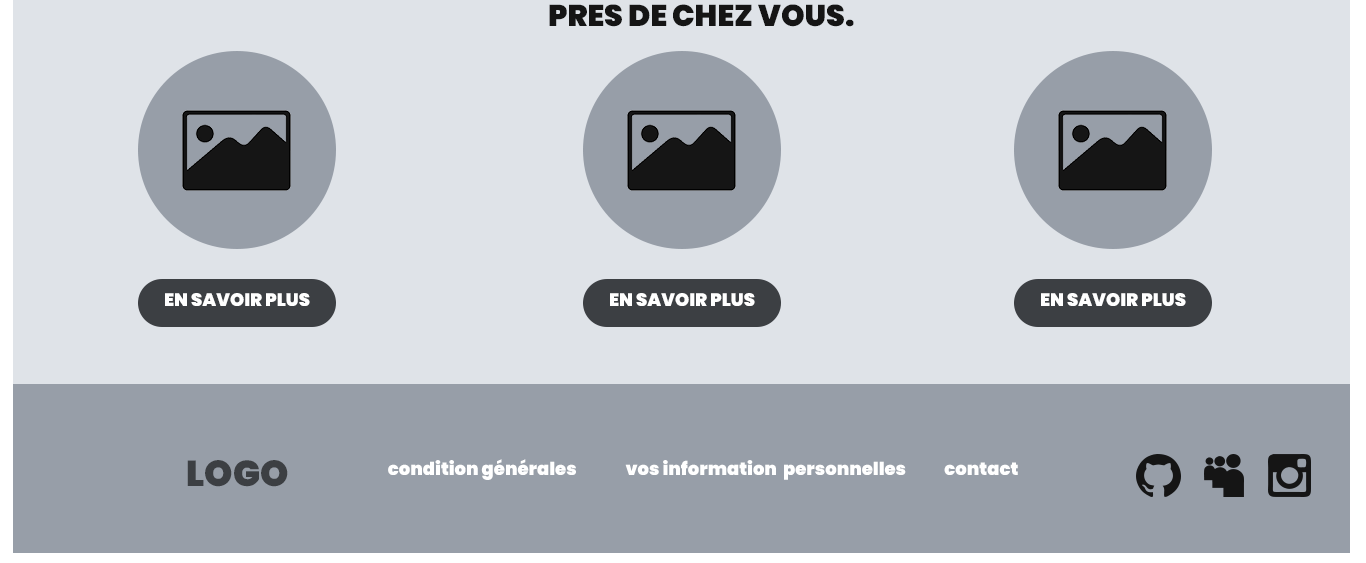 PRES DE CHEZ VOUS.
EN SAVOIR PLUS
EN SAVOIR PLUS
EN SAVOIR PLUS
LOGO
condition générales
vos information personnelles
contact